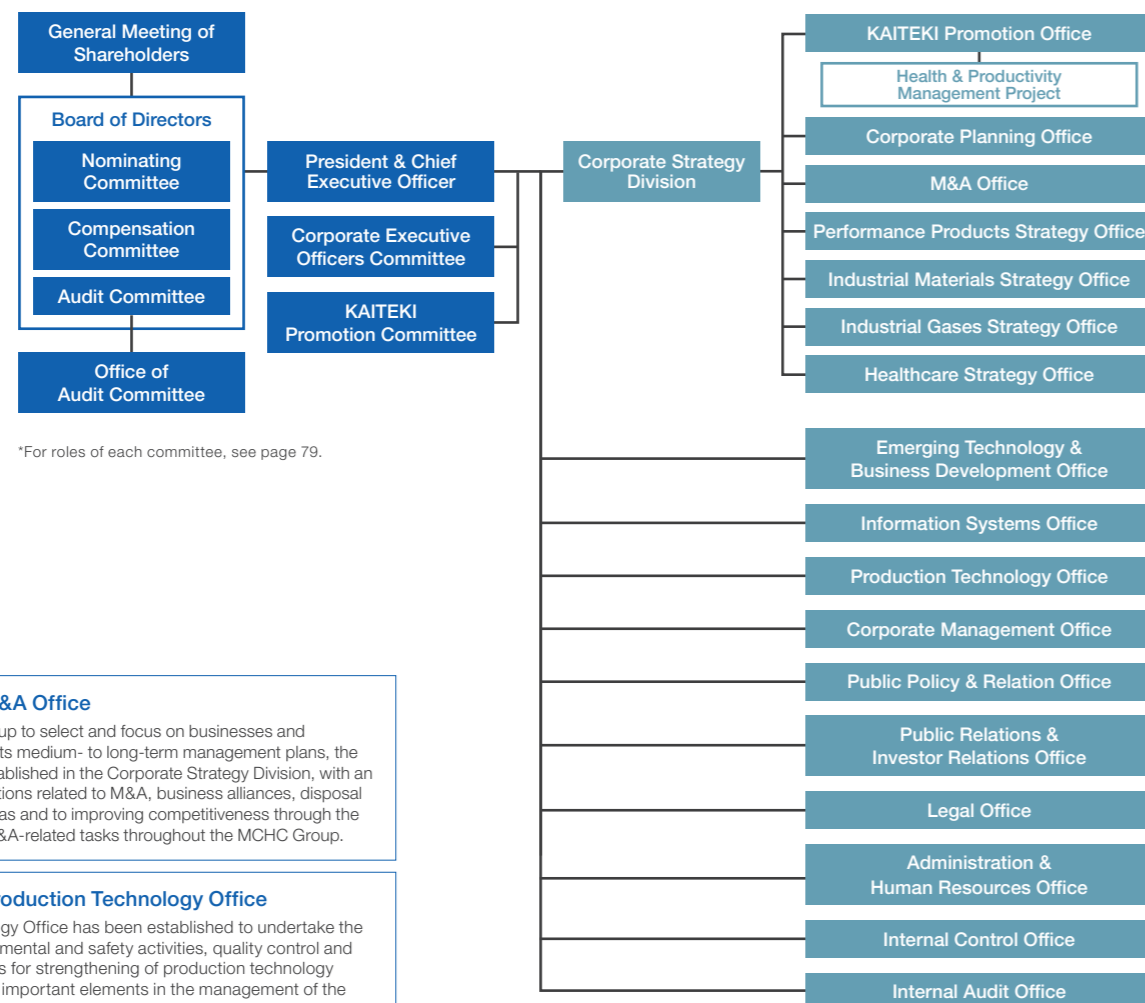 General Meeting of
Shareholders
Board of Directors
Nominating
Committee
Compensation
Committee
Audit Committee
Office of
Audit Committee
*For roles of each committee, see page 79.
President & Chief
Executive Officer
Corporate Executive
Officers Committee
KAITEKI
Promotion Committee
Corporate Strategy
Division
KAITEKI Promotion Office
Health & Productivity
Management Project
Corporate Planning Office
M&A Office
Performance Products Strategy Office
Industrial Materials Strategy Office
Industrial Gases Strategy Office
Healthcare Strategy Office
Emerging Technology &
Business Development Office
Information Systems Office
Production Technology Office
Corporate Management Office
Public Policy & Relation Office
Public Relations &
Investor Relations Office
Legal Office
Administration &
Human Resources Office
Internal Control Office
Internal Audit Office
&A Office
up to select and focus on businesses and
ts medium- to long-term management plans, the
ablished in the Corporate Strategy Division, with an
tions related to M&A, business alliances, disposal
as and to improving competitiveness through the
&A-related tasks throughout the MCHC Group.
roduction Technology Office
gy Office has been established to undertake the
mental and safety activities, quality control and
s for strengthening of production technology
important elements in the management of the